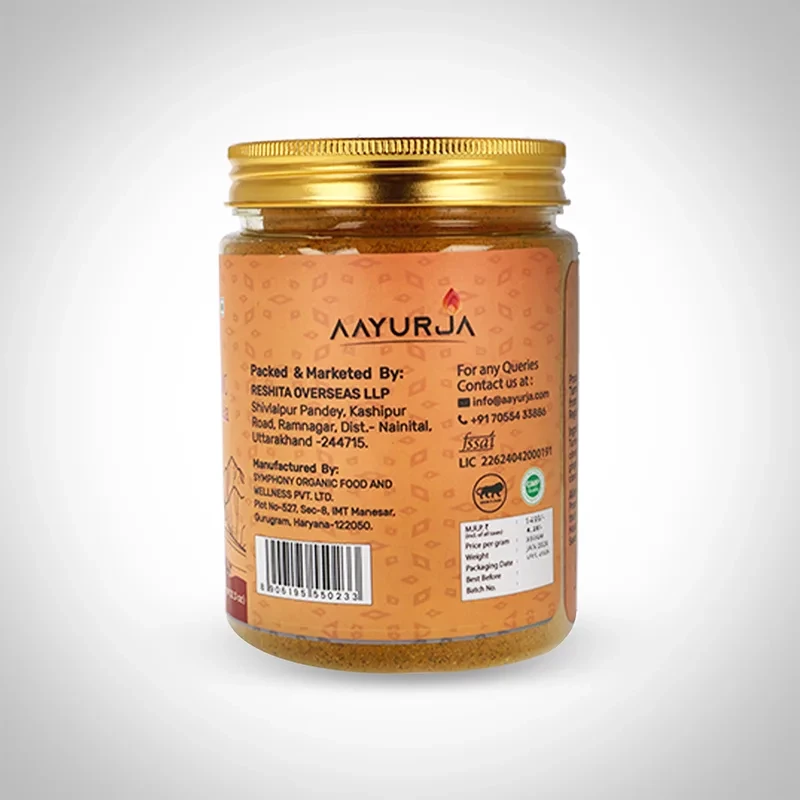 AAYURJA
Packed & Marketed By:
RESHITA OVERSEAS LLP
Shivlalpur Pandey, Kashipur
Road, Ramnagar, Dist.- Nainital,
Uttarakhand -244715.
Manufactured By:
SYMPHONY ORGANIC FOOD AND
WELLNESS PVT. LTD.
Plot No-527, Sec-8, IMT Manesar,
Gurugram, Haryana-122050.
8 906195 550233
For any Queries
Contact us at :
info@aayurja.com
+91 70554 33886
fssai
LIC 22624042000191
M.R.P. ₹
(Incl. of all taxes)
Price per gram :
Weight :
Packaging Date :
Best Before :
Batch No. :